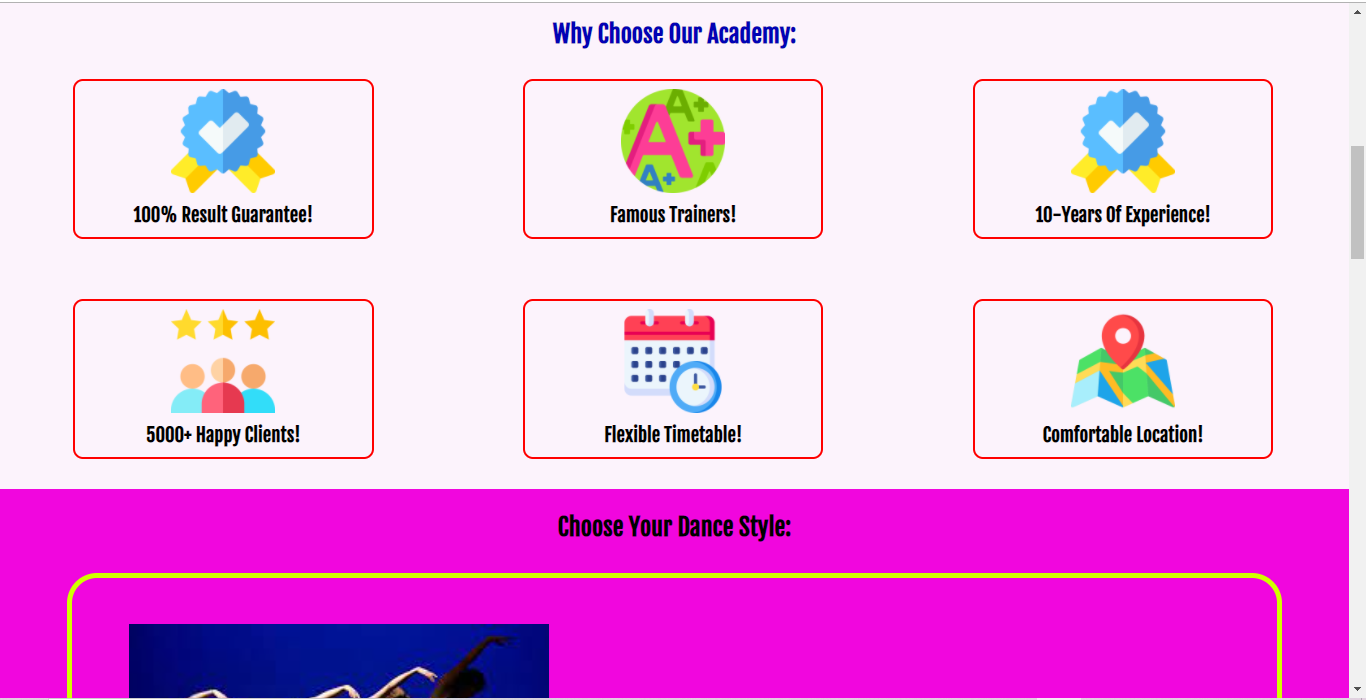 Why Choose Our Academy:
A+
A+
A+
100% Result Guarantee!
Famous Trainers!
10-Years Of Experience!
5000+ Happy Clients!
Flexible Timetable!
Comfortable Location!
Choose Your Dance Style: